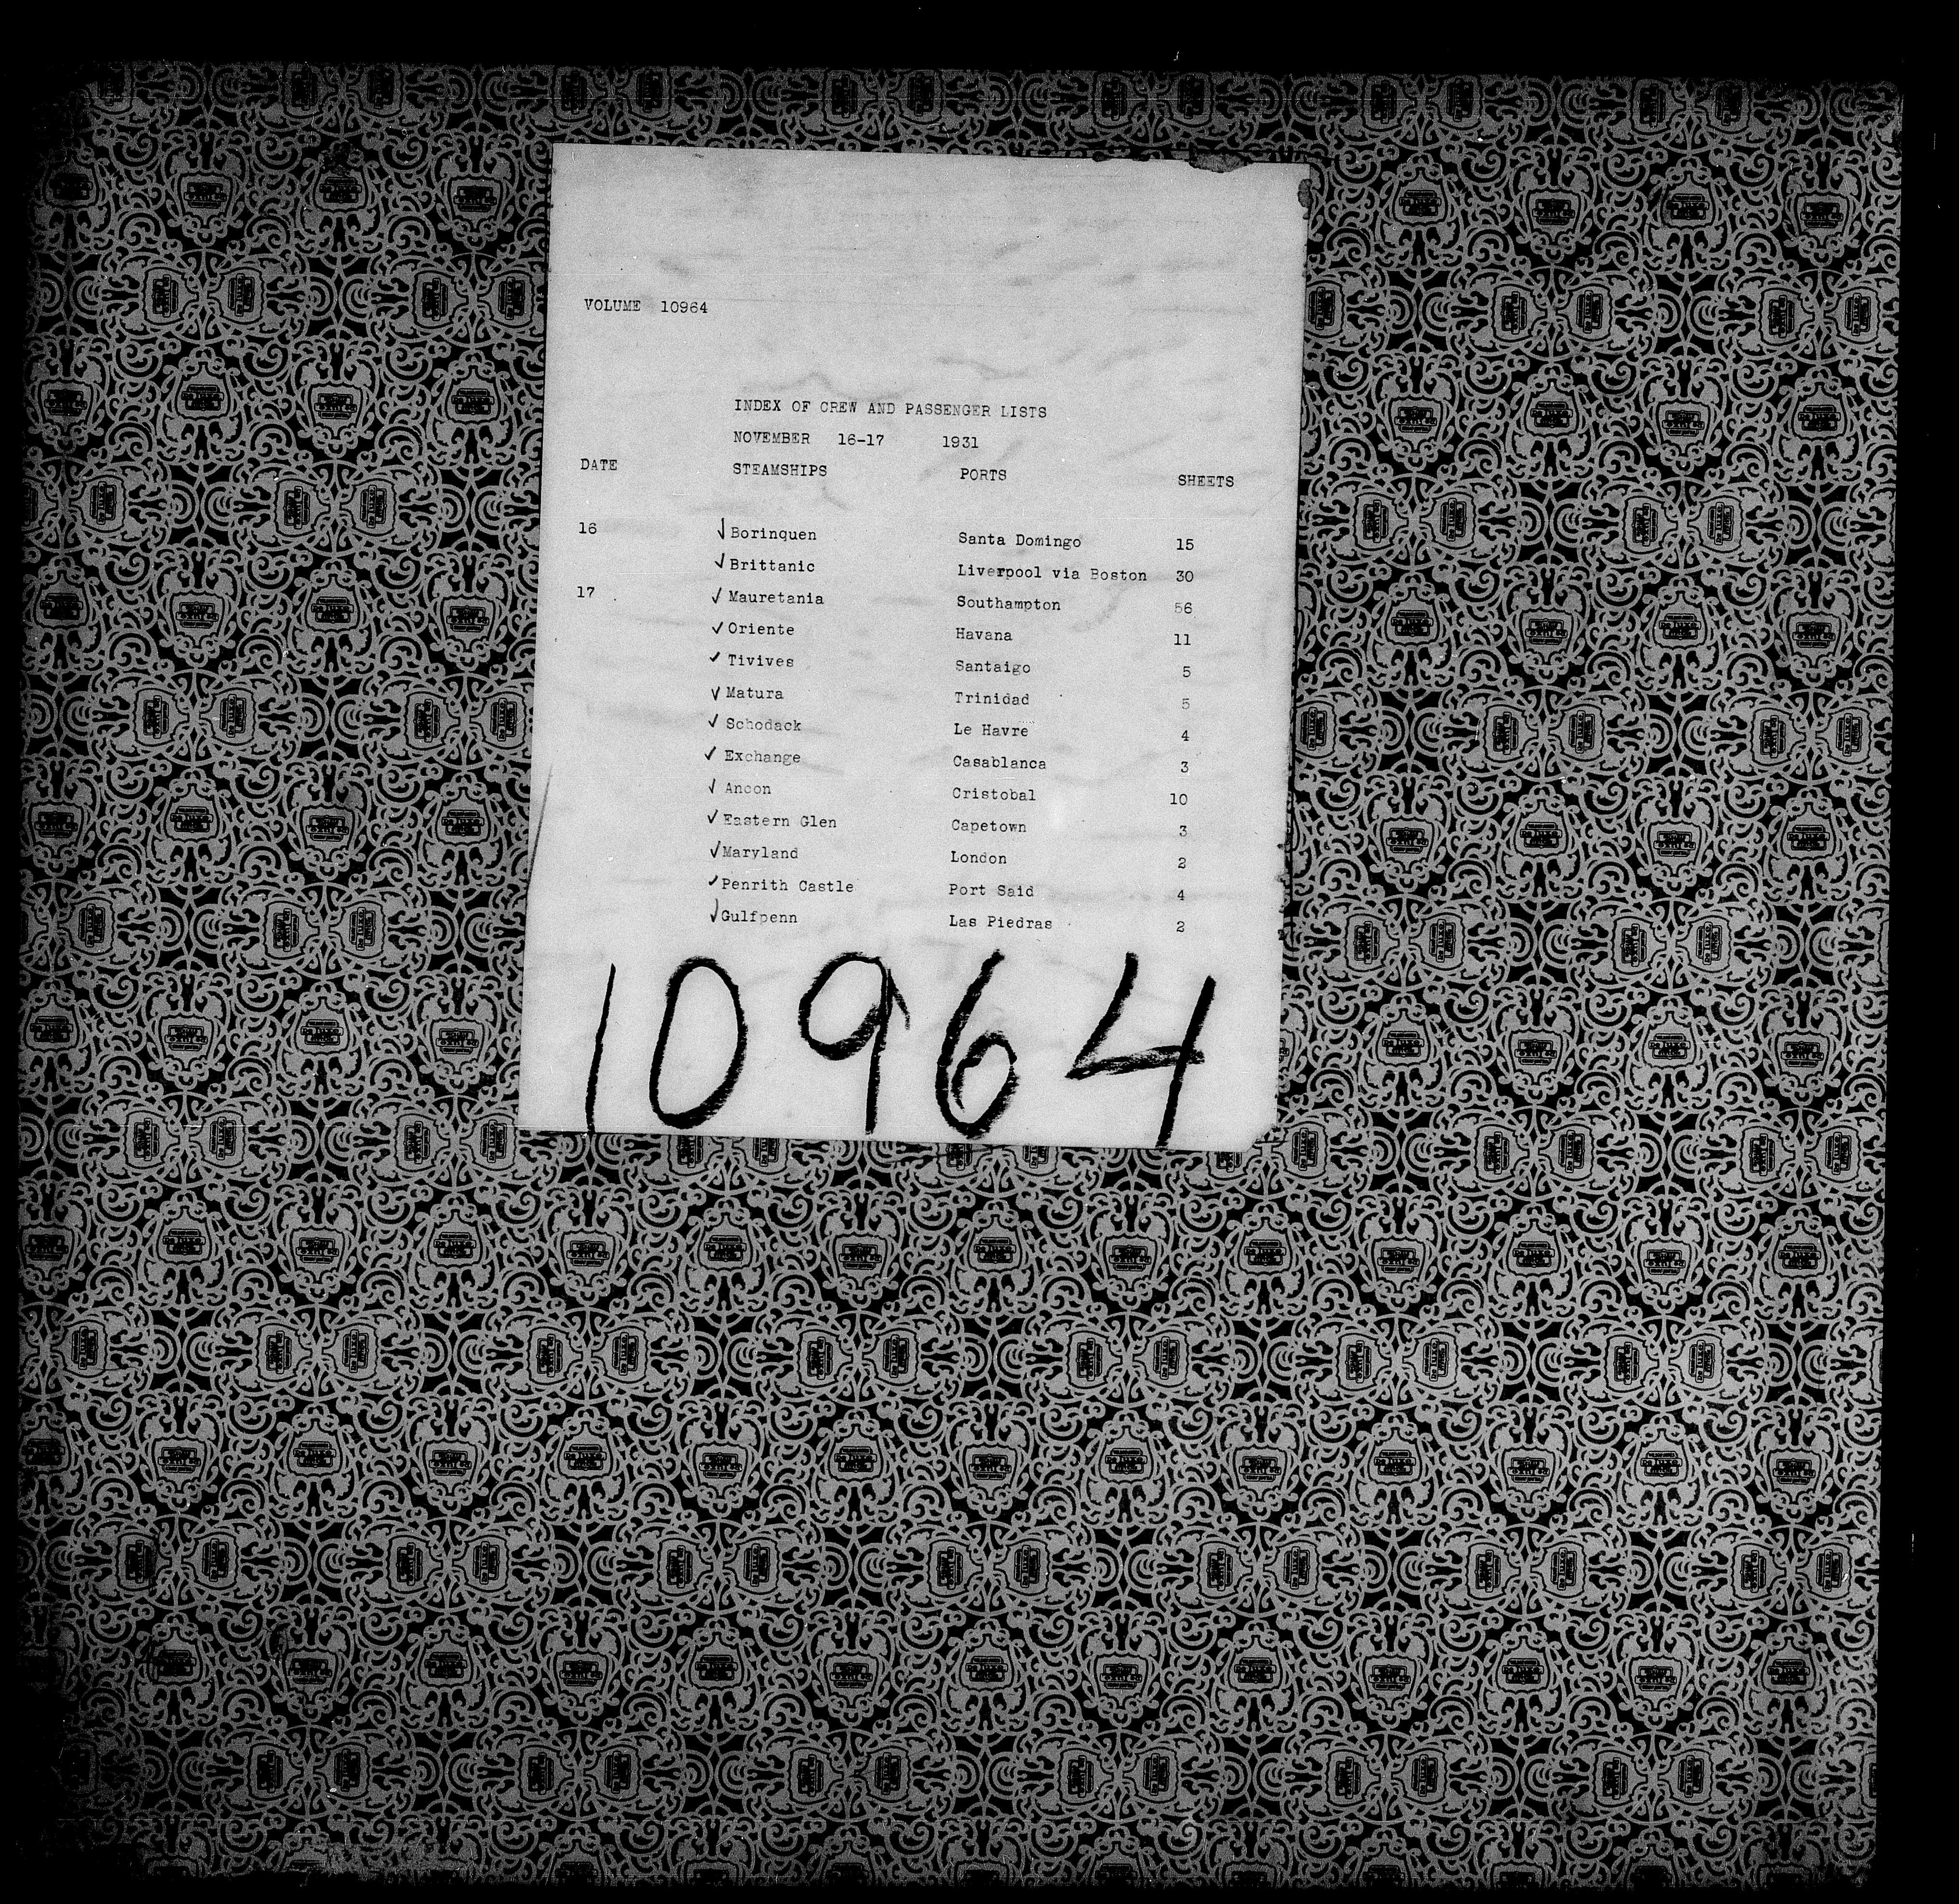 VOLUME 10964
INDEX OF CREW AND PASSENGER LISTS
NOVEMBER 16-17 1931
DATE STEAMSHIPS PORTS SHEETS
16 ✓ Borinquen Santa Domingo 15
✓ Brittanic Liverpool via Boston 30
17 ✓ Mauretania Southampton 56
✓ Oriente Havana 11
✓ Tivives Santaigo 5
✓ Matura Trinidad 5
✓ Schodack Le Havre 4
✓ Exchange Casablanca 3
✓ Ancon Cristobal 10
✓ Eastern Glen Capetown 3
✓ Maryland London 2
✓ Penrith Castle Port Said 4
✓ Gulfpenn Las Piedras 2
10964